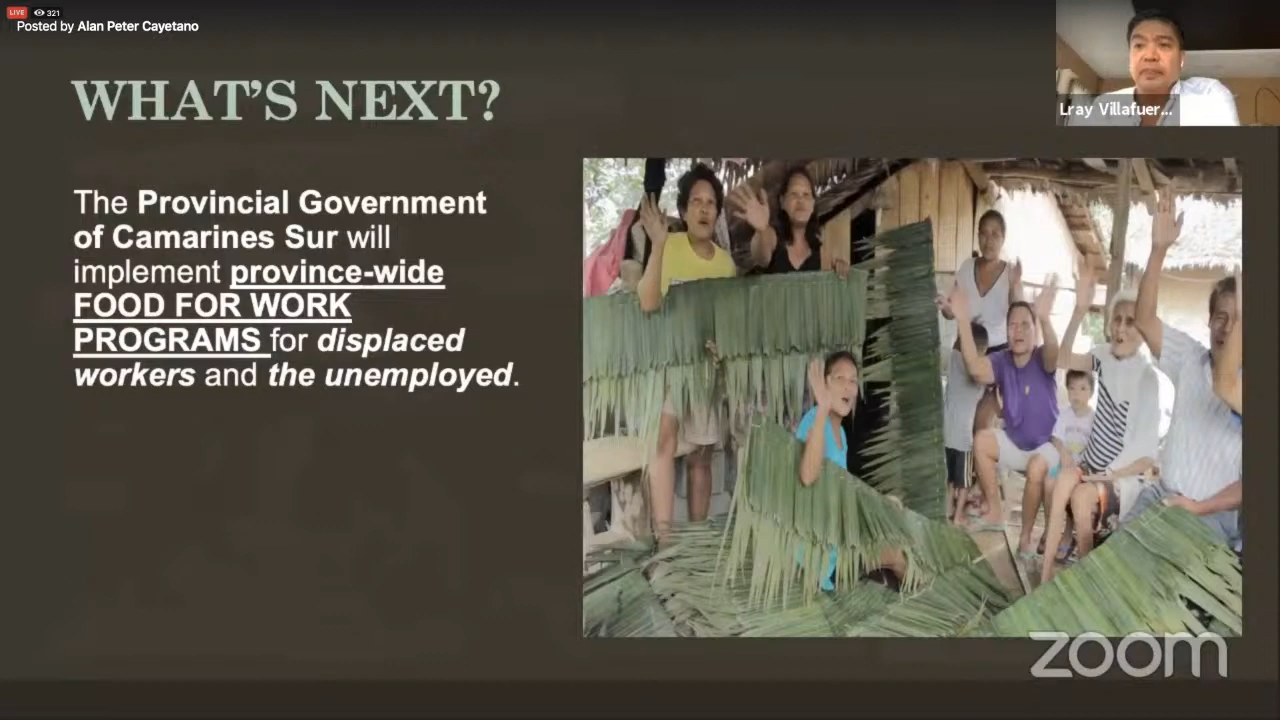 LIVE 321
Posted by Alan Peter Cayetano
Lray Villafuer...
WHAT'S NEXT?
The Provincial Government
of Camarines Sur will
implement province-wide
FOOD FOR WORK
PROGRAMS for displaced
workers and the unemployed.
zoom